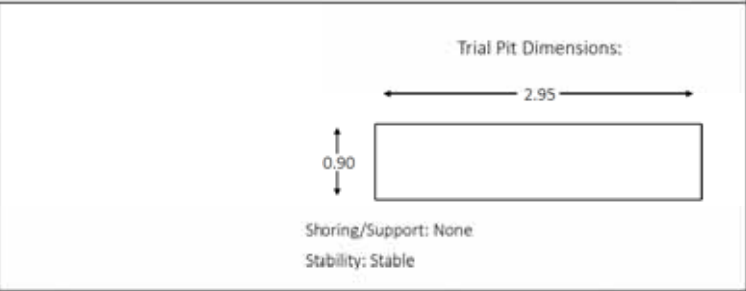 Trial Pit Dimensions:
2.95
0.90
Shoring/Support: None
Stability: Stable